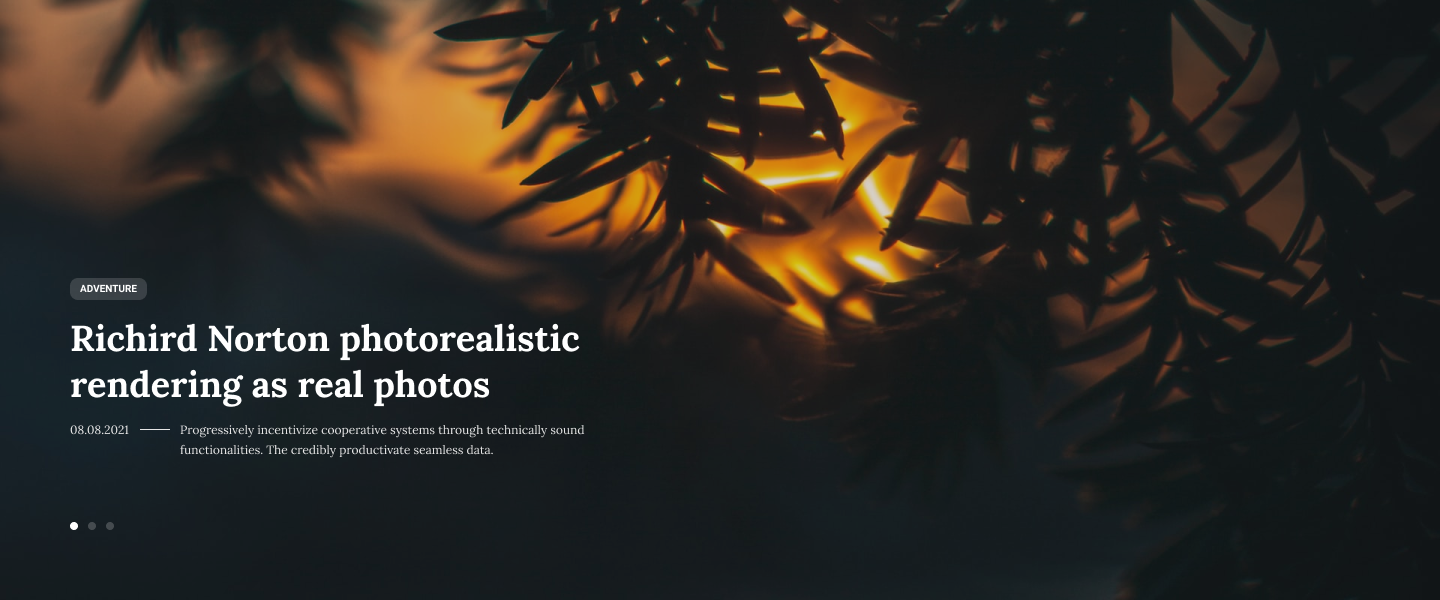 ADVENTURE
Richird Norton photorealistic
rendering as real photos
08.08.2021
Progressively incentivize cooperative systems through technically sound
functionalities. The credibly productivate seamless data.